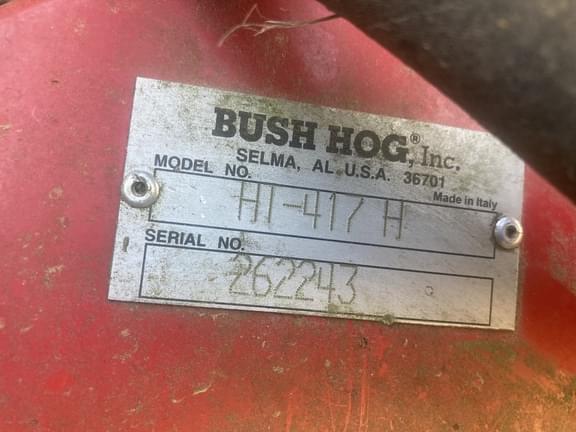 BUSH HOG®, Inc.
SELMA, AL U.S.A. 36701
MODEL NO.
Made in Italy
HT-417 H
SERIAL NO.
262243